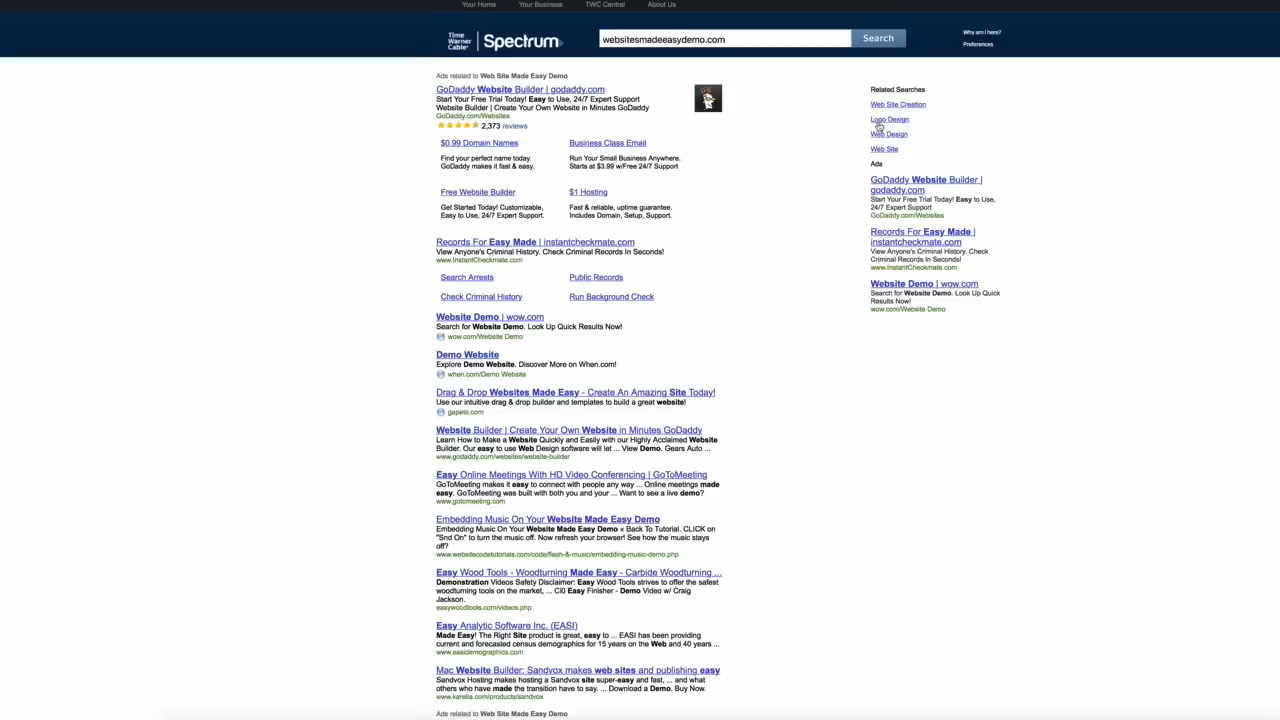 Your Home Your Business TWC Central About Us
Time Warner Cable Spectrum
websitesmadeeasydemo.com
Search
Why am I here?
Preferences
Ads related to Web Site Made Easy Demo
GoDaddy Website Builder | godaddy.com
Start Your Free Trial Today! Easy to Use, 24/7 Expert Support
Website Builder | Create Your Own Website in Minutes GoDaddy
GoDaddy.com/Websites
2,373 reviews
$0.99 Domain Names
Find your perfect name today.
GoDaddy makes it fast & easy.
Business Class Email
Run Your Small Business Anywhere.
Starts at $3.99 w/Free 24/7 Support
Free Website Builder
Get Started Today! Customizable,
Easy to Use, 24/7 Expert Support.
$1 Hosting
Fast & reliable, uptime guarantee.
Includes Domain, Setup, Support.
Records For Easy Made | instantcheckmate.com
View Anyone's Criminal History. Check Criminal Records In Seconds!
www.InstantCheckmate.com
Search Arrests Public Records
Check Criminal History Run Background Check
Website Demo | wow.com
Search for Website Demo. Look Up Quick Results Now!
wow.com/Website Demo
Demo Website
Explore Demo Website. Discover More on When.com!
when.com/Demo Website
Drag & Drop Websites Made Easy - Create An Amazing Site Today!
Use our intuitive drag & drop builder and templates to build a great website!
gapeto.com
Website Builder | Create Your Own Website in Minutes GoDaddy
Learn How to Make a Website Quickly and Easily with our Highly Acclaimed Website
Builder. Our easy to use Web Design software will let ... View Demo. Gears Auto ...
www.godaddy.com/websites/website-builder
Easy Online Meetings With HD Video Conferencing | GoToMeeting
GoToMeeting makes it easy to connect with people any way ... Online meetings made
easy. GoToMeeting was built with both you and your ... Want to see a live demo?
www.gotomeeting.com
Embedding Music On Your Website Made Easy Demo
Embedding Music On Your Website Made Easy Demo « Back To Tutorial. CLICK on
"Snd On" to turn the music off. Now refresh your browser! See how the music stays
off?
www.websitecodetutorials.com/code/flash-&-music/embedding-music-demo.php
Easy Wood Tools - Woodturning Made Easy - Carbide Woodturning ...
Demonstration Videos Safety Disclaimer: Easy Wood Tools strives to offer the safest
woodturning tools on the market, ... Ci0 Easy Finisher - Demo Video w/ Craig
Jackson.
easywoodtools.com/videos.php
Easy Analytic Software Inc. (EASI)
Made Easy! The Right Site product is great, easy to ... EASI has been providing
current and forecasted census demographics for 15 years on the Web and 40 years ...
www.easidemographics.com
Mac Website Builder: Sandvox makes web sites and publishing easy
Sandvox Hosting makes hosting a Sandvox site super-easy and fast, ... and what
others who have made the transition have to say. ... Download a Demo. Buy Now.
www.karelia.com/products/sandvox
Ads related to Web Site Made Easy Demo
Related Searches
Web Site Creation
Logo Design
Web Design
Web Site
Ads
GoDaddy Website Builder |
godaddy.com
Start Your Free Trial Today! Easy to Use,
24/7 Expert Support
GoDaddy.com/Websites
Records For Easy Made |
instantcheckmate.com
View Anyone's Criminal History. Check
Criminal Records In Seconds!
www.InstantCheckmate.com
Website Demo | wow.com
Search for Website Demo. Look Up Quick
Results Now!
wow.com/Website Demo